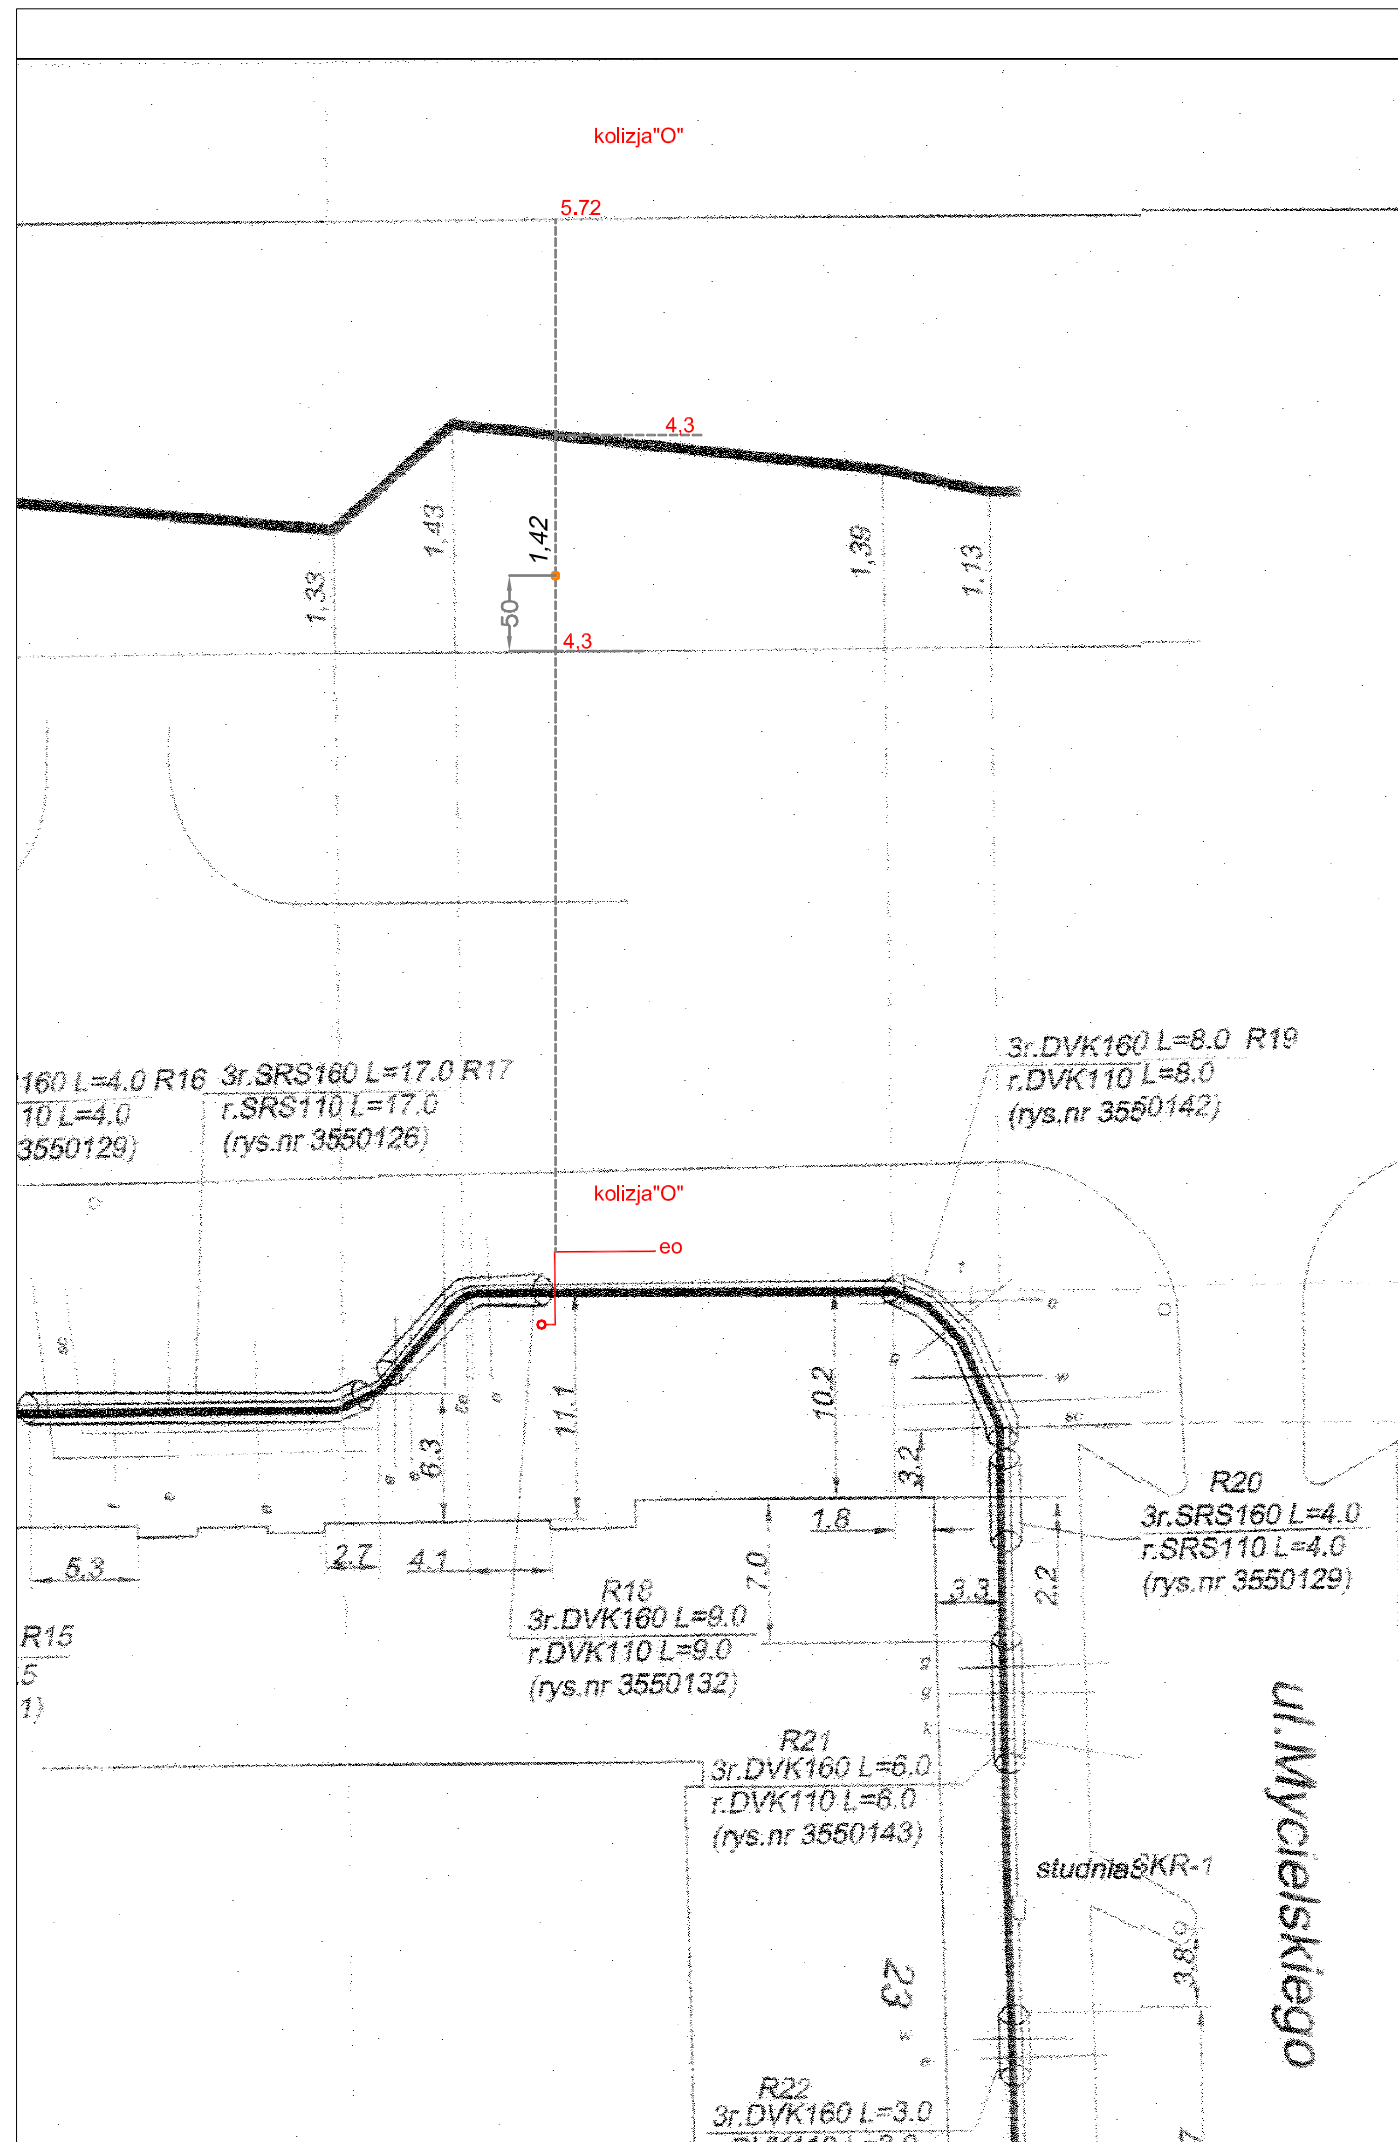 kolizja"O"
5.72
4,3
1,33
1,43
1,42
1,39
1.13
50
4,3
160 L=4.0 R16
10 L=4.0
3550129)
3r.SRS160 L=17.0 R17
r.SRS110 L=17.0
(rys.nr 3550126)
3r.DVK160 L=8.0 R19
r.DVK110 L=8.0
(rys.nr 3550142)
kolizja"O"
eo
6.3
11.1
10.2
3.2
5.3
2.7
4.1
1.8
7.0
3.3
2.2
R20
3r.SRS160 L=4.0
r.SRS110 L=4.0
(rys.nr 3550129)
R18
3r.DVK160 L=9.0
r.DVK110 L=9.0
(rys.nr 3550132)
R15
.5
1)
R21
3r.DVK160 L=6.0
r.DVK110 L=6.0
(rys.nr 3550143)
studnia SKR-1
ul.Mycielskiego
23
3.8
R22
3r.DVK160 L=3.0